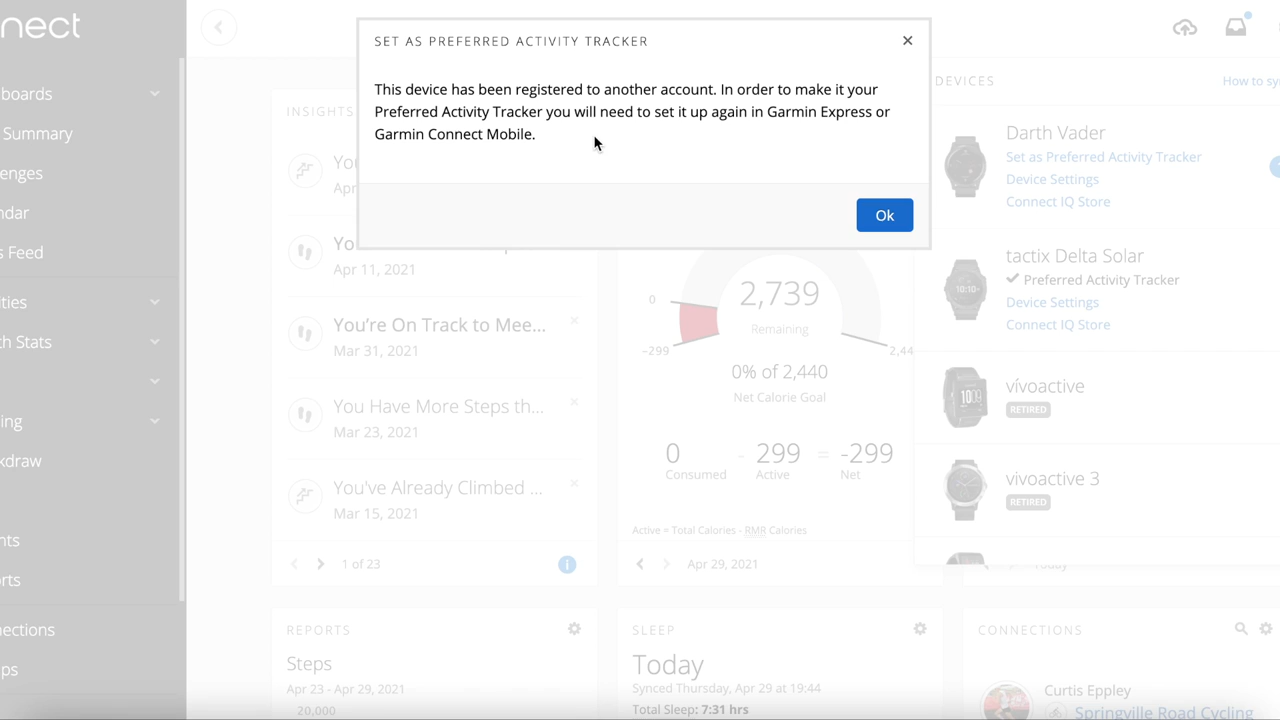 nect
boards
Summary
enges
ndar
s Feed
ities
th Stats
ing
kdraw
nts
orts
nections
ps
SET AS PREFERRED ACTIVITY TRACKER
This device has been registered to another account. In order to make it your
Preferred Activity Tracker you will need to set it up again in Garmin Express or
Garmin Connect Mobile.
Ok
INSIGHTS
Apr 11, 2021
You're On Track to Mee...
Mar 31, 2021
You Have More Steps th...
Mar 23, 2021
You've Already Climbed ...
Mar 15, 2021
1 of 23
0
2,739
Remaining
-299
2,44
0% of 2,440
Net Calorie Goal
0 - 299 = -299
Consumed Active Net
Active = Total Calories - RMR Calories
Apr 29, 2021
DEVICES
How to sy
Darth Vader
Set as Preferred Activity Tracker
Device Settings
Connect IQ Store
tactix Delta Solar
10:10
Preferred Activity Tracker
Device Settings
Connect IQ Store
vívoactive
RETIRED
vivoactive 3
RETIRED
Today
REPORTS
Steps
Apr 23 - Apr 29, 2021
20,000
SLEEP
Today
Synced Thursday, Apr 29 at 19:44
Total Sleep: 7:31 hrs
CONNECTIONS
Curtis Eppley
Springville Road Cycling